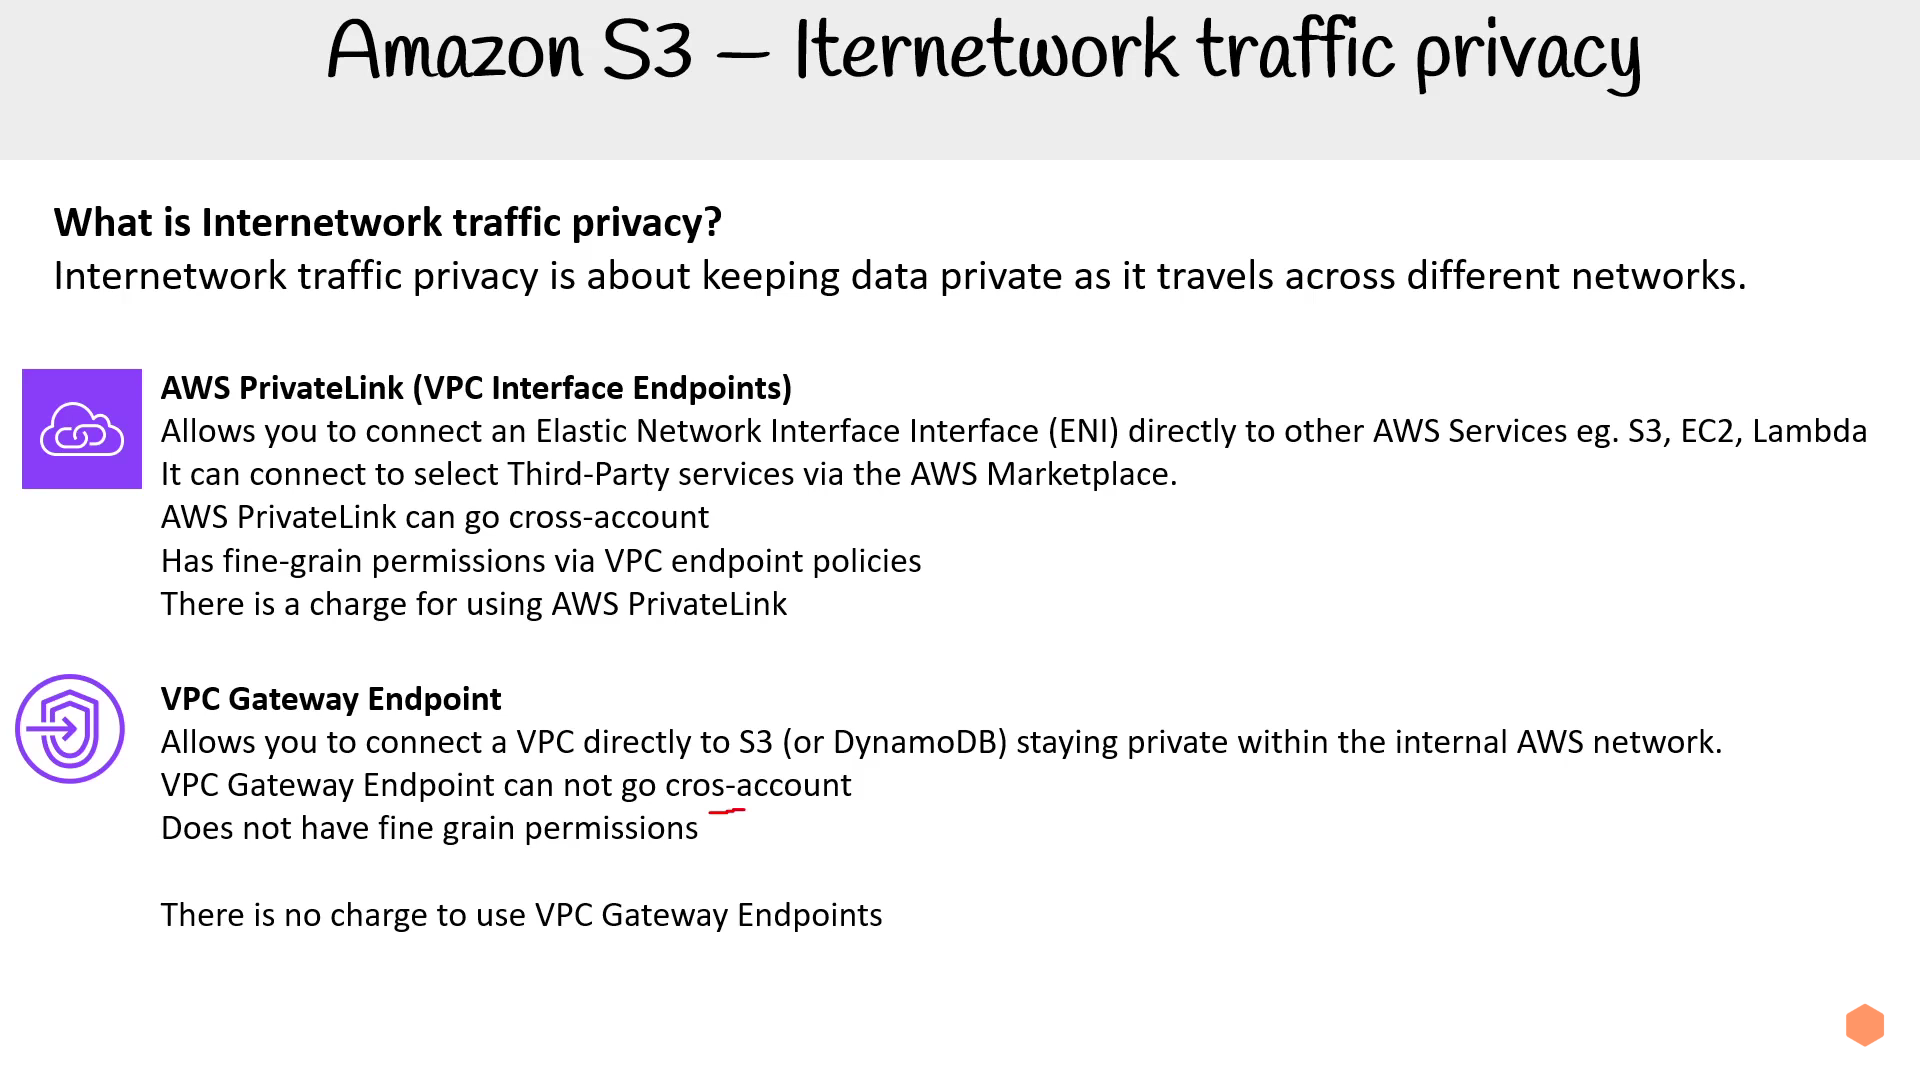 Amazon S3 – Iternetwork traffic privacy
What is Internetwork traffic privacy?
Internetwork traffic privacy is about keeping data private as it travels across different networks.
AWS PrivateLink (VPC Interface Endpoints)
Allows you to connect an Elastic Network Interface Interface (ENI) directly to other AWS Services eg. S3, EC2, Lambda
It can connect to select Third-Party services via the AWS Marketplace.
AWS PrivateLink can go cross-account
Has fine-grain permissions via VPC endpoint policies
There is a charge for using AWS PrivateLink
VPC Gateway Endpoint
Allows you to connect a VPC directly to S3 (or DynamoDB) staying private within the internal AWS network.
VPC Gateway Endpoint can not go cros-account
Does not have fine grain permissions
There is no charge to use VPC Gateway Endpoints